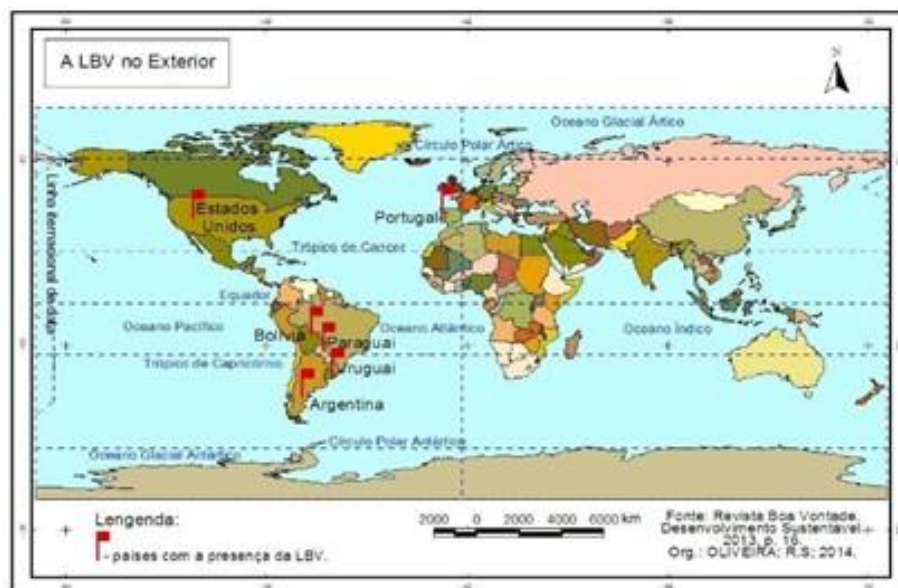 A LBV no Exterior
N
Oceano Glacial Ártico
Círculo Polar Ártico
Linha Internacional de data
Estados
Unidos
Portugal
Trópico de Cancer
Equador
Oceano Pacífico
Bolívia
Paraguai
Oceano Atlântico
Oceano Índico
Trópico de Capricórnio
Uruguai
Argentina
Círculo Polar Antártico
Oceano Glacial Antártico
Lengenda:
- países com a presença da LBV.
2000 0 2000 4000 6000 km
Fonte: Revista Boa Vontade.
Desenvolvimento Sustentável
2013, p. 16.
Org.: OLIVEIRA; R.S; 2014.